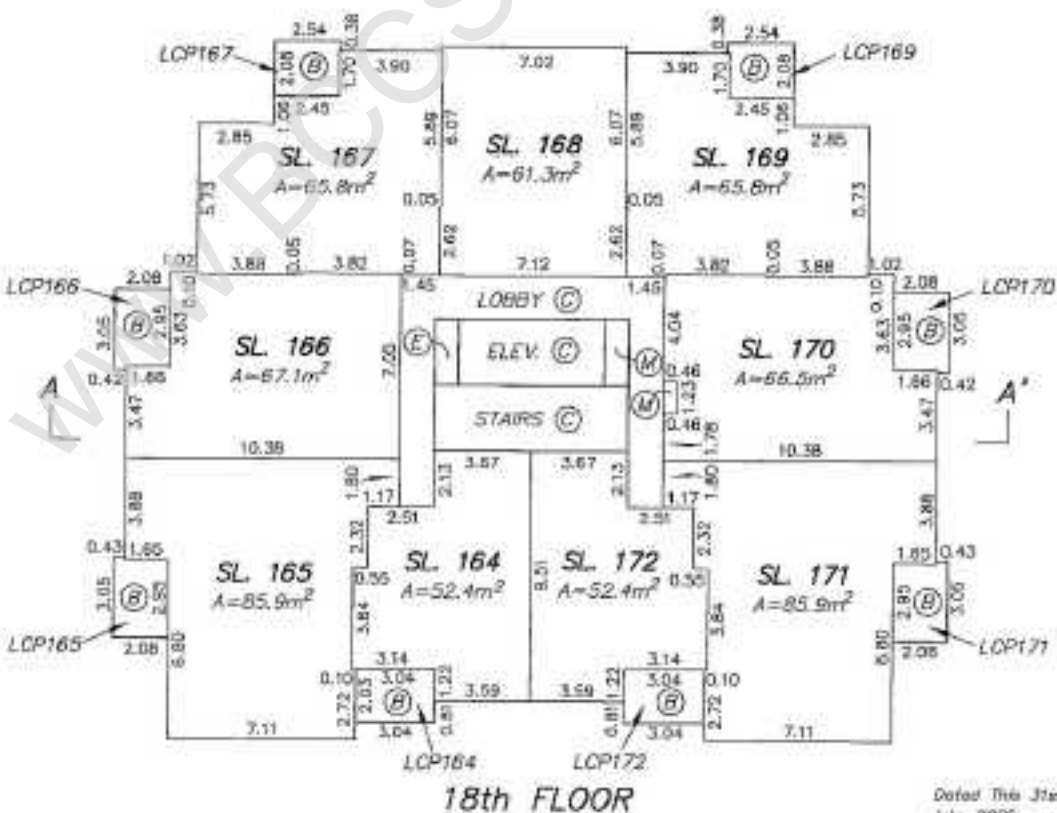 2.54
0.38
LCP167
2.08
B
1.70
3.90
2.45
1.06
2.85
5.89
SL. 167
A=65.8m²
5.73
0.05
7.02
6.07
6.07
SL. 168
A=61.3m²
2.62
2.62
7.12
0.38
2.54
LCP169
3.90
1.70
B
2.08
2.45
1.06
2.85
5.89
SL. 169
A=65.8m²
5.73
0.05
1.02
3.88
0.05
3.82
0.07
1.45
0.07
1.45
3.82
0.05
3.88
1.02
LCP166
2.08
0.10
3.05
B
2.95
3.63
0.42
1.66
SL. 166
A=67.1m²
3.47
10.38
LOBBY C
E
ELEV. C
M
M
STAIRS C
4.04
0.46
1.23
0.46
1.78
SL. 170
A=66.5m²
LCP170
2.08
0.10
3.63
2.95
B
3.05
1.66
0.42
3.47
10.38
A
A'
1.80
1.17
2.51
2.13
3.67
3.67
2.13
2.51
1.17
1.80
3.88
0.43
1.65
3.05
B
2.95
LCP165
2.08
6.80
SL. 165
A=85.9m²
2.32
0.55
3.84
7.11
SL. 164
A=52.4m²
3.14
0.10
3.04
2.05
B
1.22
2.72
0.81
3.04
3.59
LCP164
9.51
SL. 172
A=52.4m²
3.14
3.04
0.10
1.22
B
0.81
2.72
3.04
3.59
LCP172
2.32
0.55
3.84
SL. 171
A=85.9m²
3.88
1.65
0.43
2.95
B
3.05
2.08
LCP171
6.80
7.11
18th FLOOR
Dated This